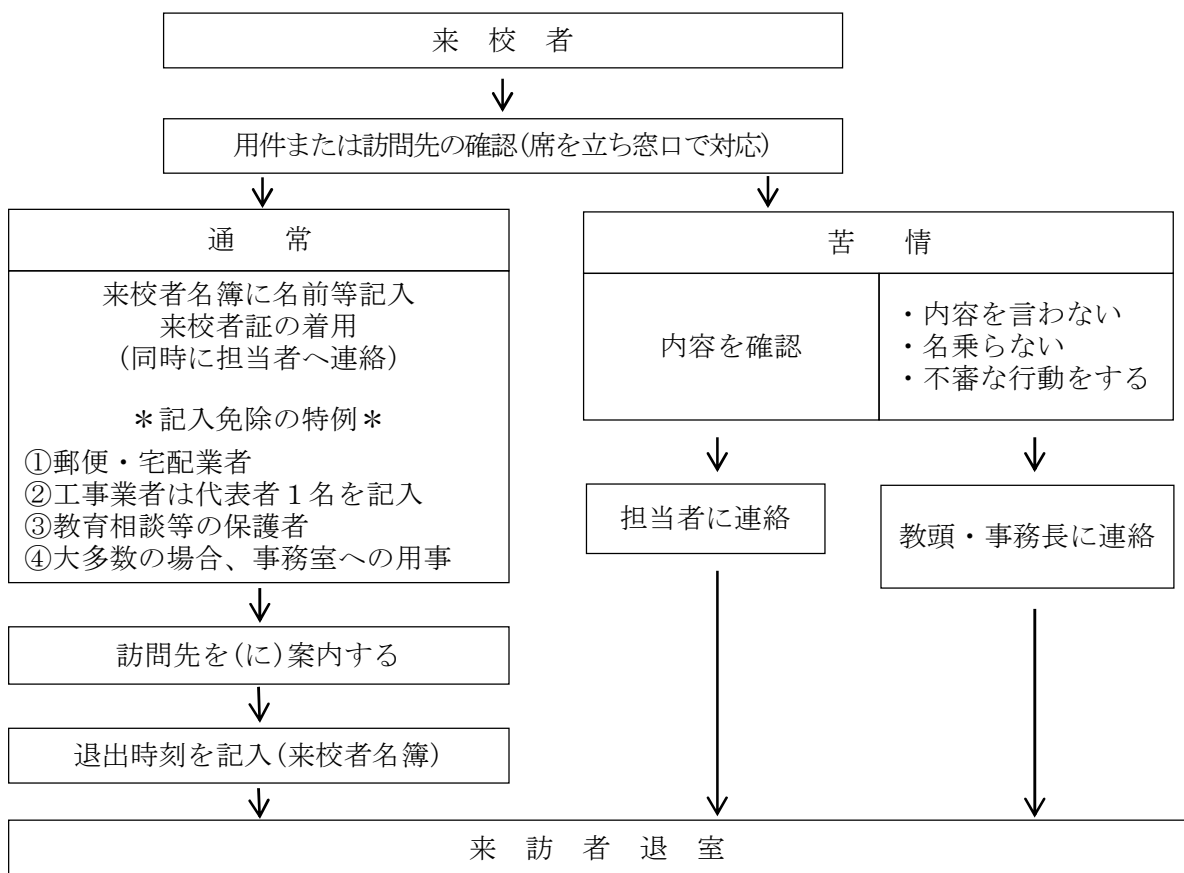 来 校 者
用件または訪問先の確認(席を立ち窓口で対応)
通 常
来校者名簿に名前等記入
来校者証の着用
(同時に担当者へ連絡)
＊記入免除の特例＊
①郵便・宅配業者
②工事業者は代表者１名を記入
③教育相談等の保護者
④大多数の場合、事務室への用事
訪問先を(に)案内する
退出時刻を記入(来校者名簿)
苦 情
内容を確認
・内容を言わない
・名乗らない
・不審な行動をする
担当者に連絡
教頭・事務長に連絡
来 訪 者 退 室